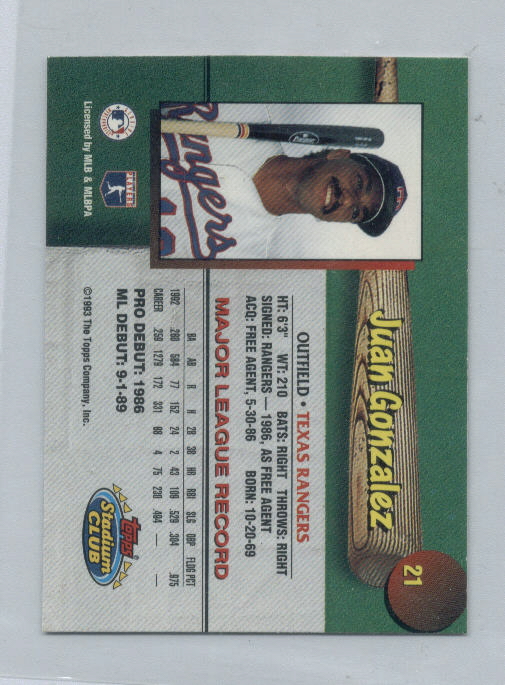 21
Juan Gonzalez
OUTFIELD • TEXAS RANGERS
HT: 6'3" WT: 210 BATS: RIGHT THROWS: RIGHT
SIGNED: RANGERS — 1986, AS FREE AGENT
ACQ: FREE AGENT, 5-30-86 BORN: 10-20-69
Rangers
MAJOR LEAGUE RECORD
BA AB R H 2B 3B HR RBI SLG OBP FLDG PCT
1992 .260 584 77 152 24 2 43 109 .529 .304 .975
CAREER .259 1279 172 331 68 4 75 238 .494 — —
PRO DEBUT: 1986
ML DEBUT: 9-1-89
Topps
Stadium
CLUB
PLAYERS
Licensed by MLB & MLBPA
©1993 The Topps Company, Inc.